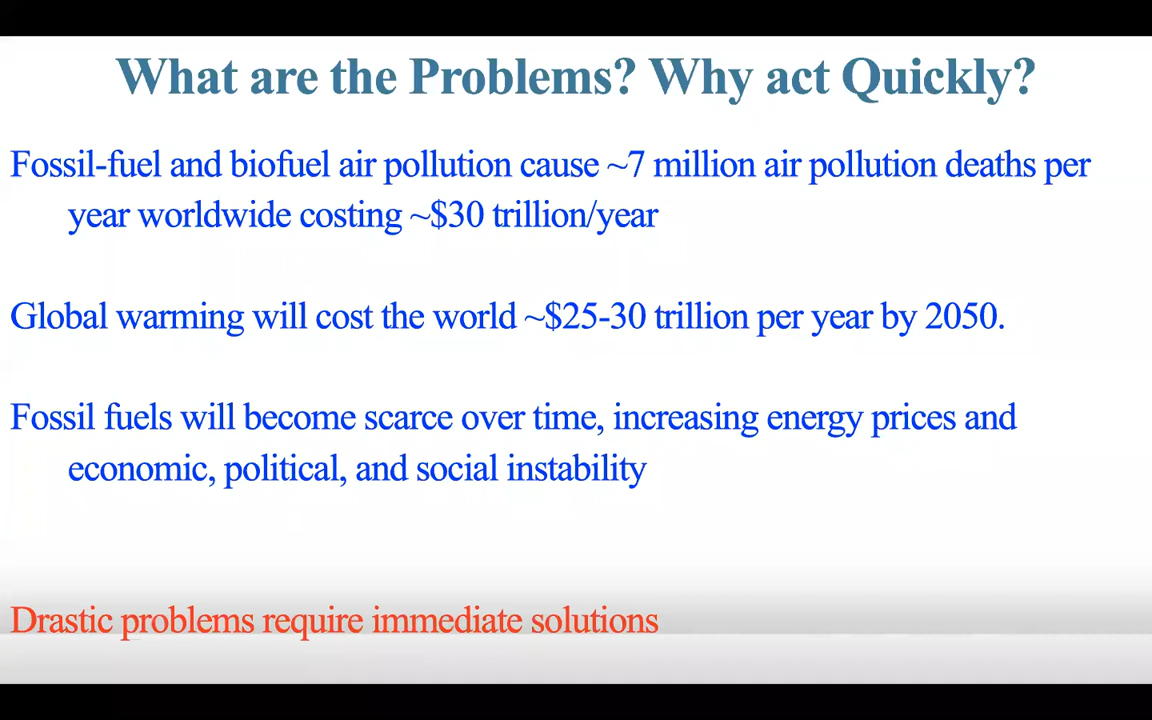 What are the Problems? Why act Quickly?
Fossil-fuel and biofuel air pollution cause ~7 million air pollution deaths per
year worldwide costing ~$30 trillion/year
Global warming will cost the world ~$25-30 trillion per year by 2050.
Fossil fuels will become scarce over time, increasing energy prices and
economic, political, and social instability
Drastic problems require immediate solutions